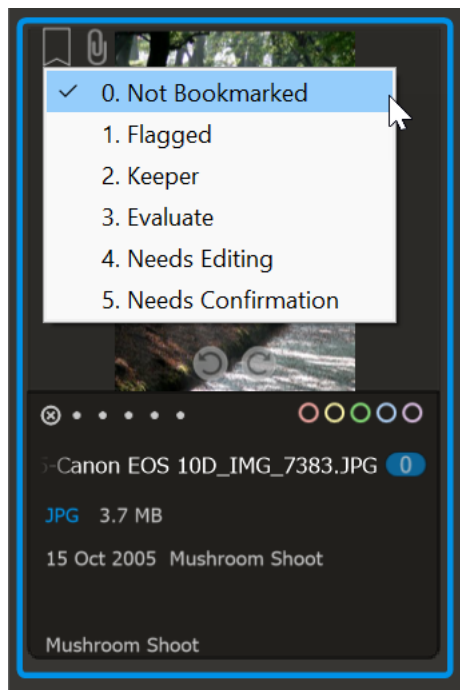 0. Not Bookmarked
1. Flagged
2. Keeper
3. Evaluate
4. Needs Editing
5. Needs Confirmation
-Canon EOS 10D_IMG_7383.JPG 0
JPG 3.7 MB
15 Oct 2005 Mushroom Shoot
Mushroom Shoot